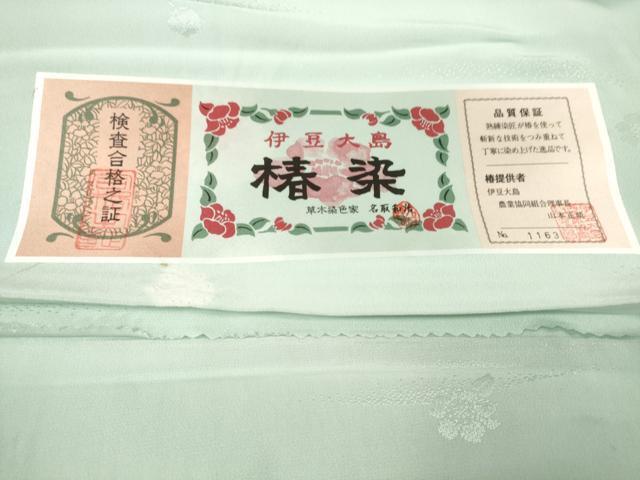 検査合格之証
伊豆大島
椿染
草木染色家
品質保証
熟練染匠が椿を使って
斬新な技術をつみ重ねて
丁寧に染め上げた逸品です。
椿提供者
伊豆大島
農業協同組合理事長
No. 1163